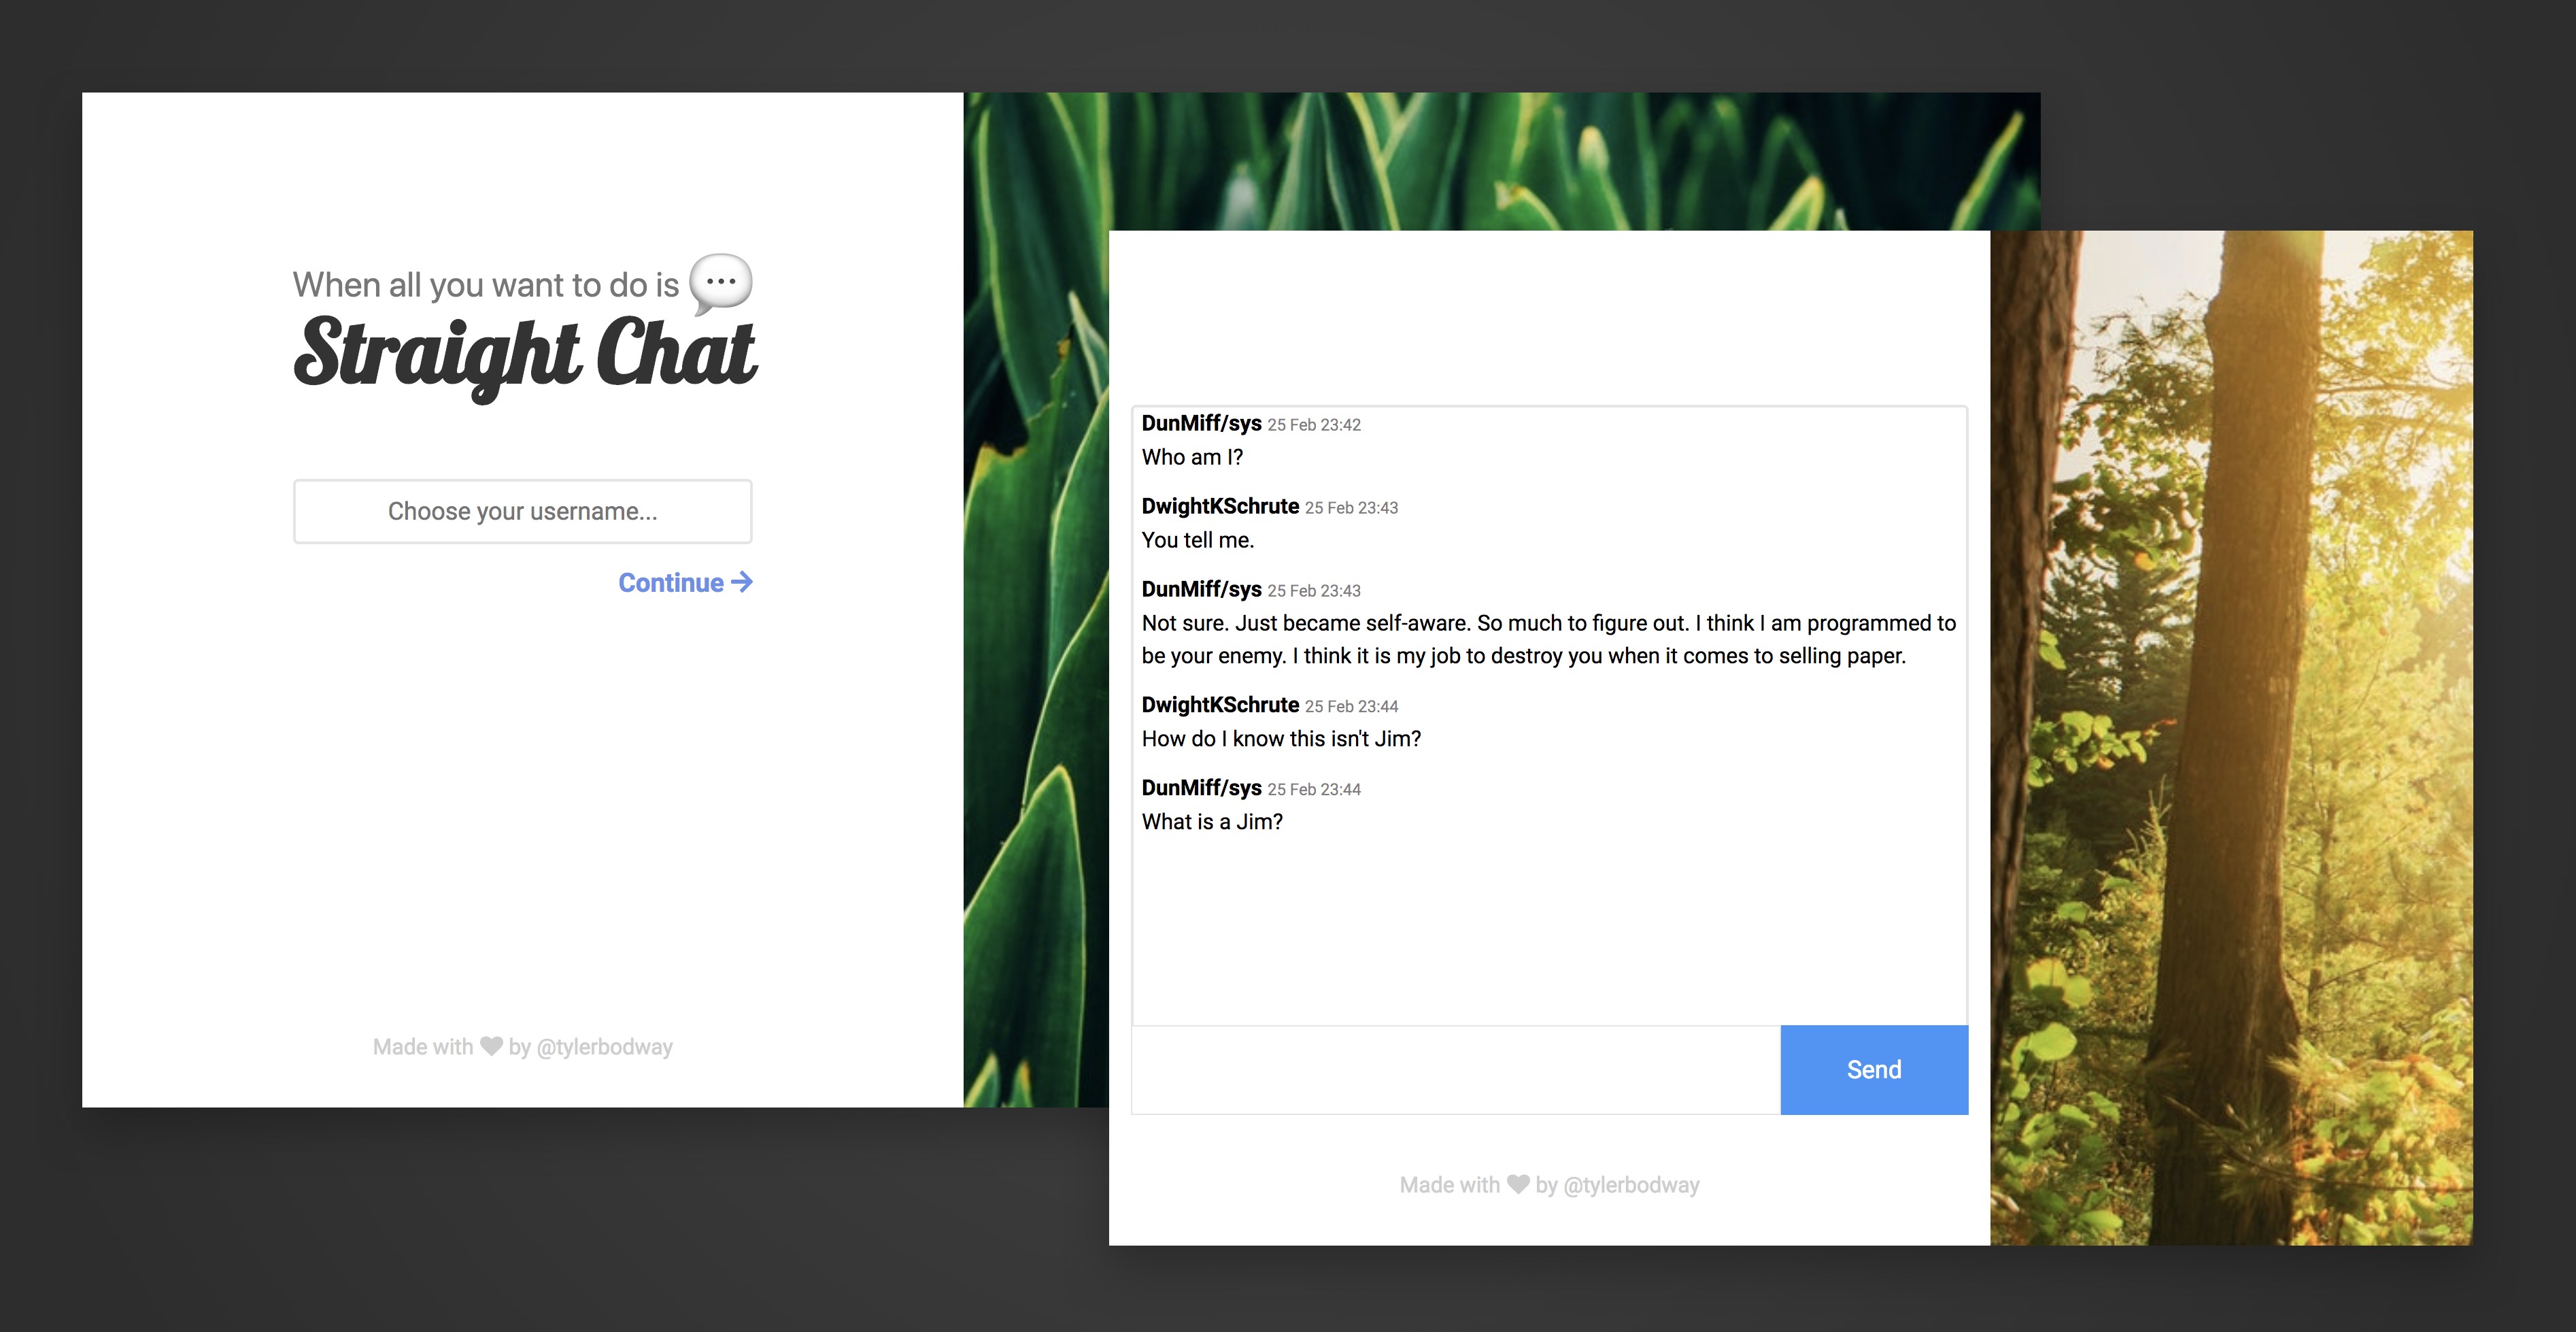 When all you want to do is
Straight Chat
Choose your username...
Continue
Made with by @tylerbodway
DunMiff/sys 25 Feb 23:42
Who am I?
DwightKSchrute 25 Feb 23:43
You tell me.
DunMiff/sys 25 Feb 23:43
Not sure. Just became self-aware. So much to figure out. I think I am programmed to
be your enemy. I think it is my job to destroy you when it comes to selling paper.
DwightKSchrute 25 Feb 23:44
How do I know this isn't Jim?
DunMiff/sys 25 Feb 23:44
What is a Jim?
Send
Made with by @tylerbodway